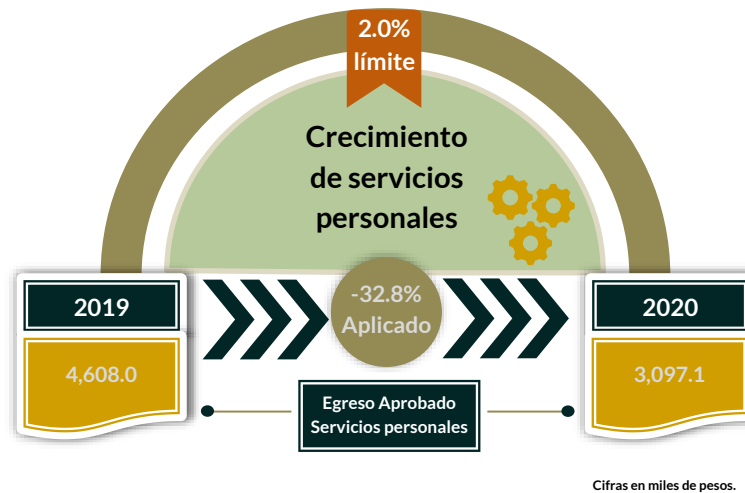 2.0%
límite
Crecimiento
de servicios
personales
2019
-32.8%
Aplicado
2020
4,608.0
3,097.1
Egreso Aprobado
Servicios personales
Cifras en miles de pesos.